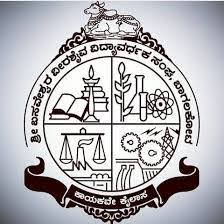 ಶ್ರೀ ಬಸವೇಶ್ವರ ವೀರಶೈವ ವಿದ್ಯಾವರ್ಧಕ ಸಂಘ, ಬಾಗಲಕೋಟ
ಕಾಯಕವೇ ಕೈಲಾಸ